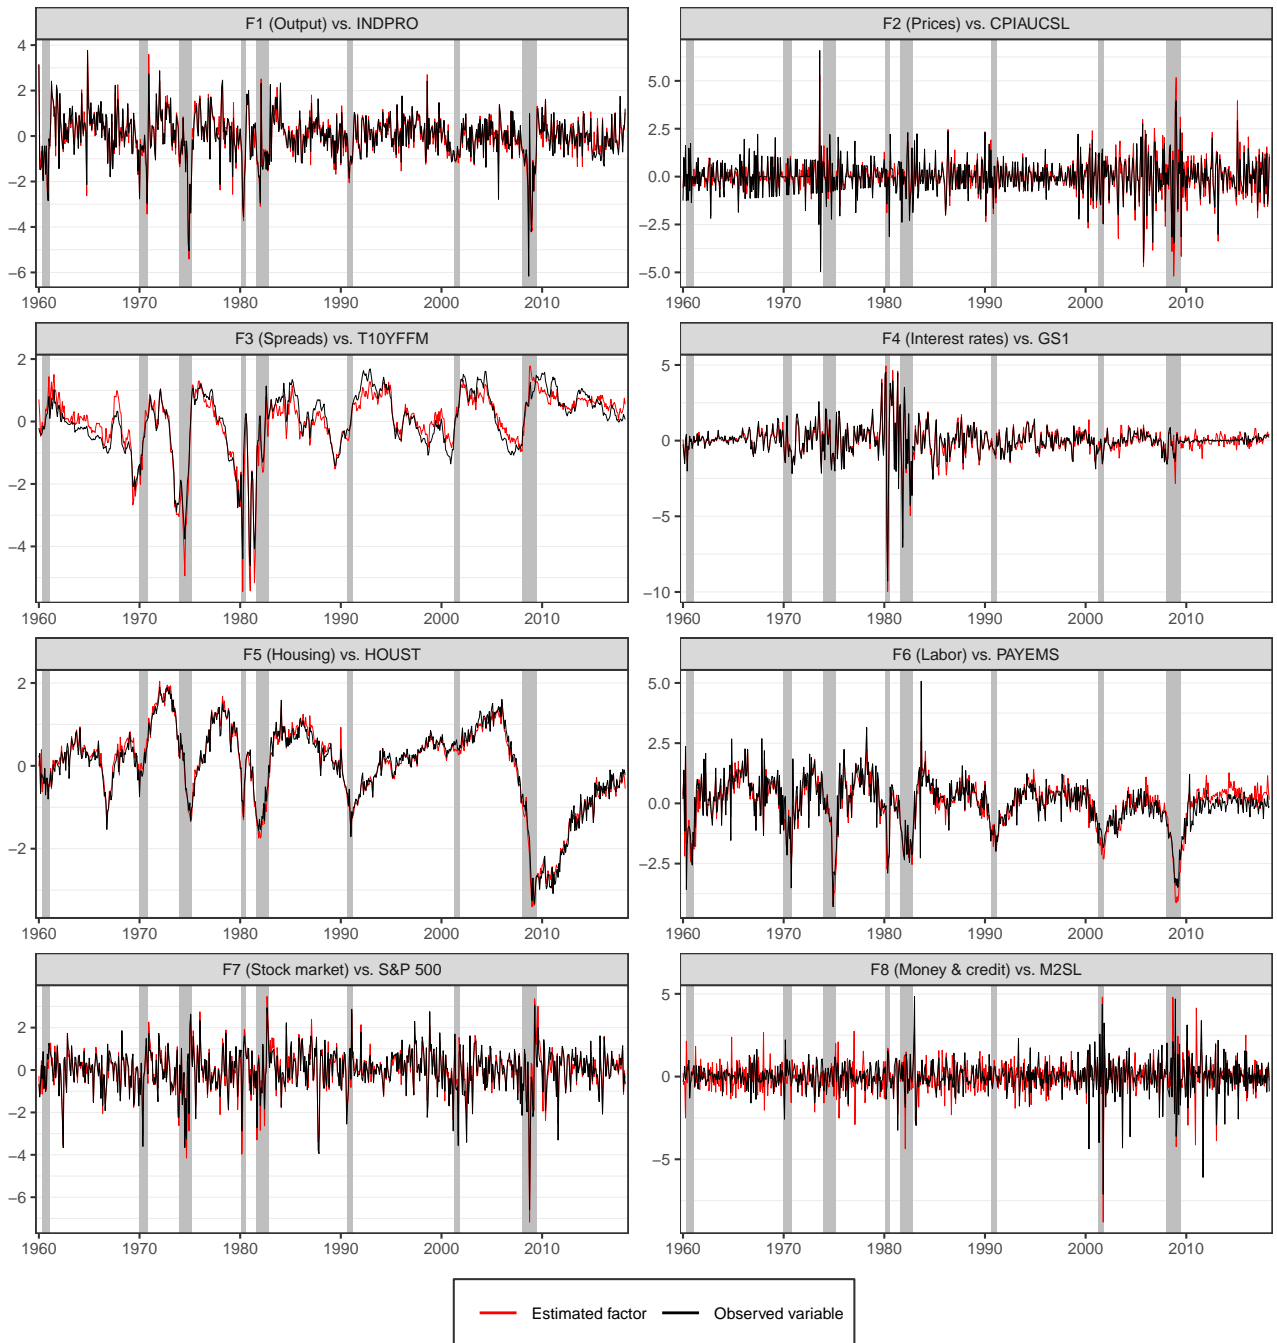 F1 (Output) vs. INDPRO
4
2
0
−2
−4
−6
1960 1970 1980 1990 2000 2010
F2 (Prices) vs. CPIAUCSL
5.0
2.5
0.0
−2.5
−5.0
1960 1970 1980 1990 2000 2010
F3 (Spreads) vs. T10YFFM
2
0
−2
−4
1960 1970 1980 1990 2000 2010
F4 (Interest rates) vs. GS1
5
0
−5
−10
1960 1970 1980 1990 2000 2010
F5 (Housing) vs. HOUST
2
0
−2
1960 1970 1980 1990 2000 2010
F6 (Labor) vs. PAYEMS
5.0
2.5
0.0
−2.5
1960 1970 1980 1990 2000 2010
F7 (Stock market) vs. S&P 500
2
0
−2
−4
−6
1960 1970 1980 1990 2000 2010
F8 (Money & credit) vs. M2SL
5
0
−5
1960 1970 1980 1990 2000 2010
Estimated factor Observed variable